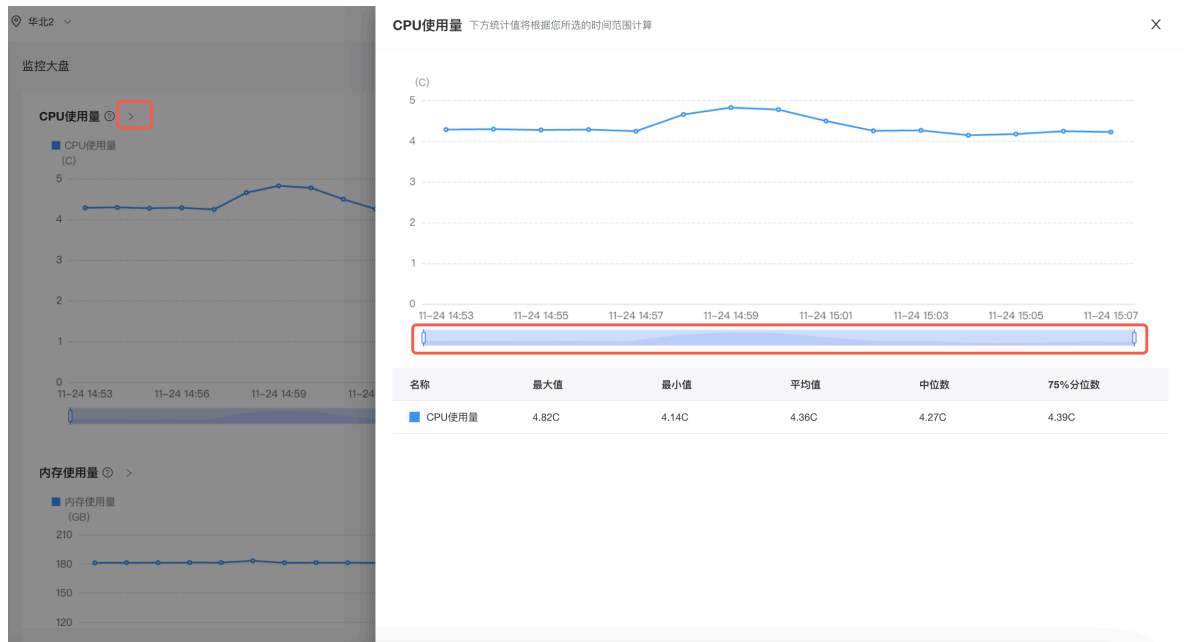 华北2
监控大盘
CPU使用量 ? >
CPU使用量
(C)
5
4
3
2
1
0
11-24 14:53 11-24 14:56 11-24 14:59 11-24
内存使用量 ? >
内存使用量
(GB)
210
180
150
120
CPU使用量 下方统计值将根据您所选的时间范围计算 X
(C)
5
4
3
2
1
0
11-24 14:53 11-24 14:55 11-24 14:57 11-24 14:59 11-24 15:01 11-24 15:03 11-24 15:05 11-24 15:07
名称 最大值 最小值 平均值 中位数 75%分位数
CPU使用量 4.82C 4.14C 4.36C 4.27C 4.39C